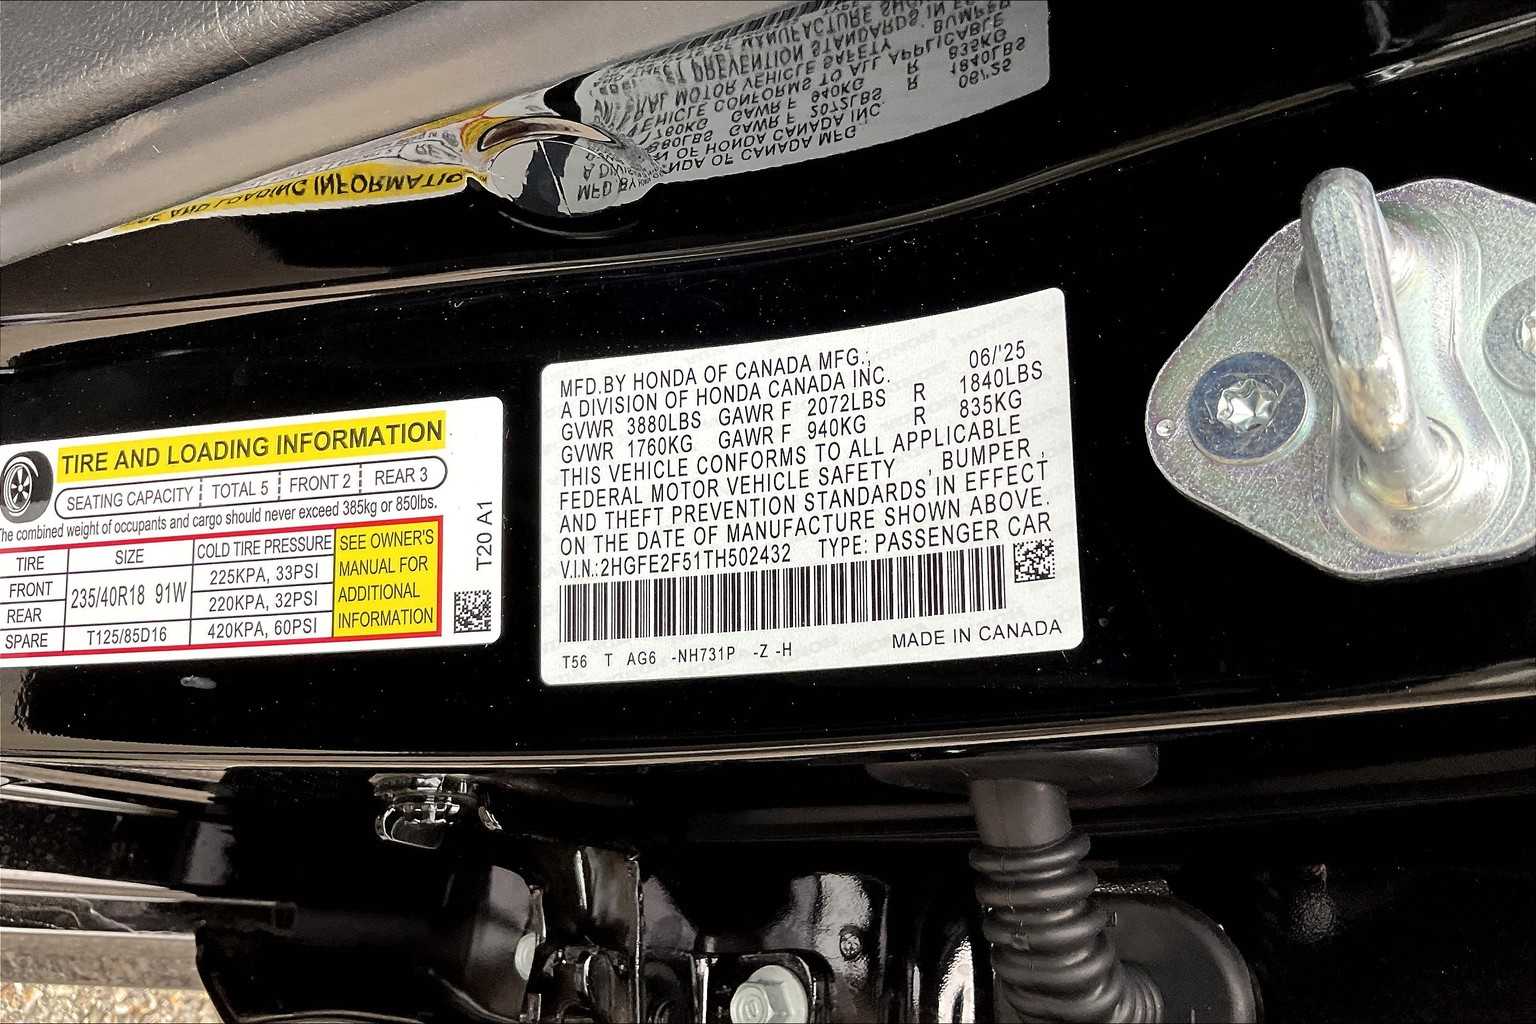 TIRE AND LOADING INFORMATION
SEATING CAPACITY TOTAL 5 FRONT 2 REAR 3
The combined weight of occupants and cargo should never exceed 385kg or 850lbs.
TIRE SIZE COLD TIRE PRESSURE
FRONT 235/40R18 91W 225KPA, 33PSI
REAR 220KPA, 32PSI
SPARE T125/85D16 420KPA, 60PSI
SEE OWNER'S
MANUAL FOR
ADDITIONAL
INFORMATION
T20 A1
MFD.BY HONDA OF CANADA MFG., 06/'25
A DIVISION OF HONDA CANADA INC.
GVWR 3880LBS GAWR F 2072LBS R 1840LBS
GVWR 1760KG GAWR F 940KG R 835KG
THIS VEHICLE CONFORMS TO ALL APPLICABLE
FEDERAL MOTOR VEHICLE SAFETY , BUMPER ,
AND THEFT PREVENTION STANDARDS IN EFFECT
ON THE DATE OF MANUFACTURE SHOWN ABOVE.
V.I.N.:2HGFE2F51TH502432 TYPE: PASSENGER CAR
T56 T AG6 -NH731P -Z -H MADE IN CANADA